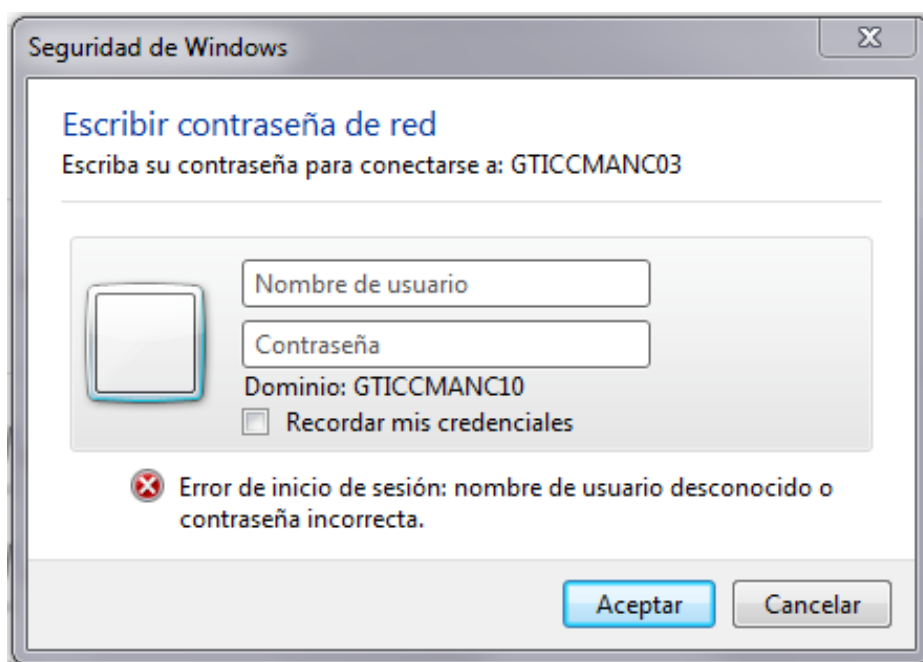 Seguridad de Windows
Escribir contraseña de red
Escriba su contraseña para conectarse a: GTICCMANC03
Nombre de usuario
Contraseña
Dominio: GTICCMANC10
Recordar mis credenciales
Error de inicio de sesión: nombre de usuario desconocido o
contraseña incorrecta.
Aceptar
Cancelar